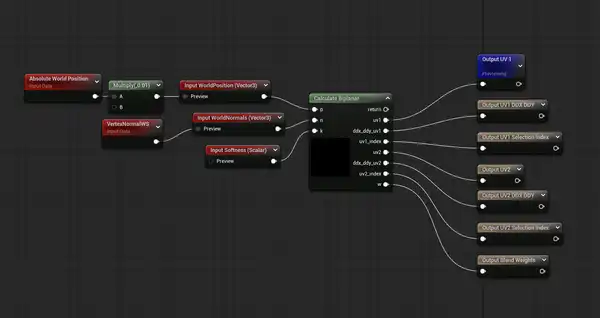 Absolute World Position
Input Data
Multiply(,0.01)
A
B
Input WorldPosition (Vector3)
Preview
VertexNormalWS
Input Data
Input WorldNormals (Vector3)
Preview
Input Softness (Scalar)
Preview
Calculate Biplanar
p
n
k
return
uv1
ddx_ddy_uv1
uv1_index
uv2
ddx_ddy_uv2
uv2_index
w
Output UV 1
Output UV1 DDX DDY
Output UV1 Selection Index
Output UV2
Output UV2 DDX DDY
Output UV2 Selection Index
Output Blend Weights